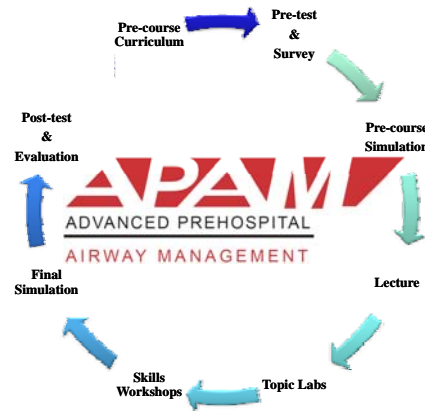 Pre-course
Curriculum
Pre-test
&
Survey
Pre-course
Simulation
Lecture
Topic Labs
Skills
Workshops
Final
Simulation
Post-test
&
Evaluation
APAM
ADVANCED PREHOSPITAL
AIRWAY MANAGEMENT